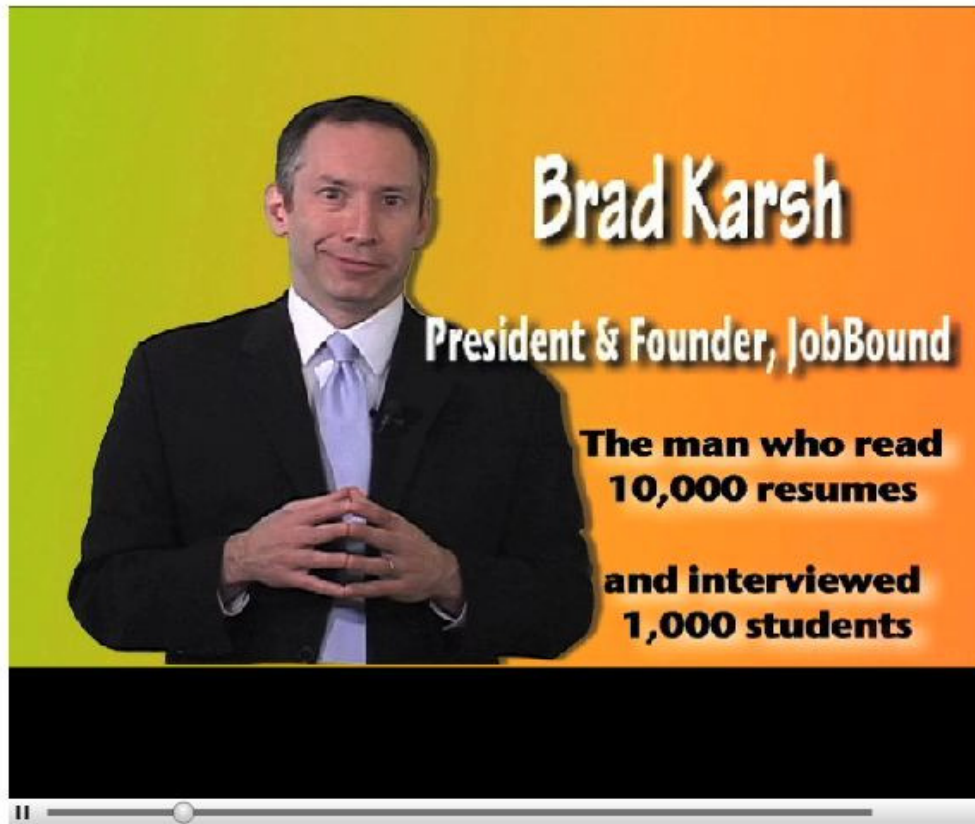 Brad Karsh
President & Founder, JobBound
The man who read
10,000 resumes
and interviewed
1,000 students